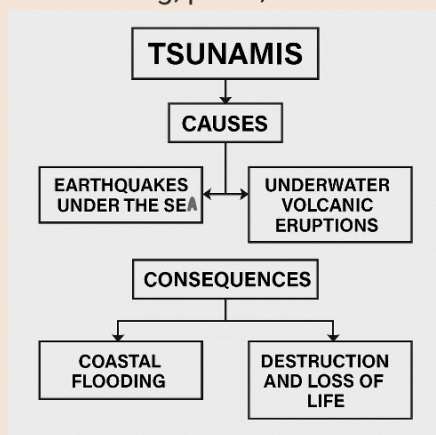 TSUNAMIS
CAUSES
EARTHQUAKES
UNDER THE SEA
UNDERWATER
VOLCANIC
ERUPTIONS
CONSEQUENCES
COASTAL
FLOODING
DESTRUCTION
AND LOSS OF
LIFE